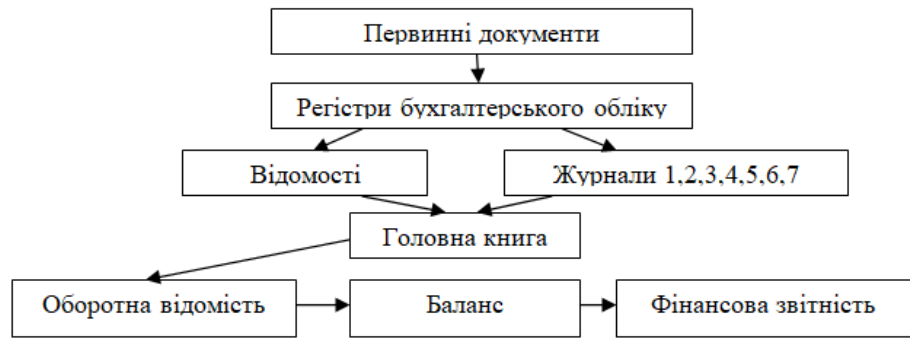 Первинні документи
Регістри бухгалтерського обліку
Відомості
Журнали 1,2,3,4,5,6,7
Головна книга
Оборотна відомість
Баланс
Фінансова звітність